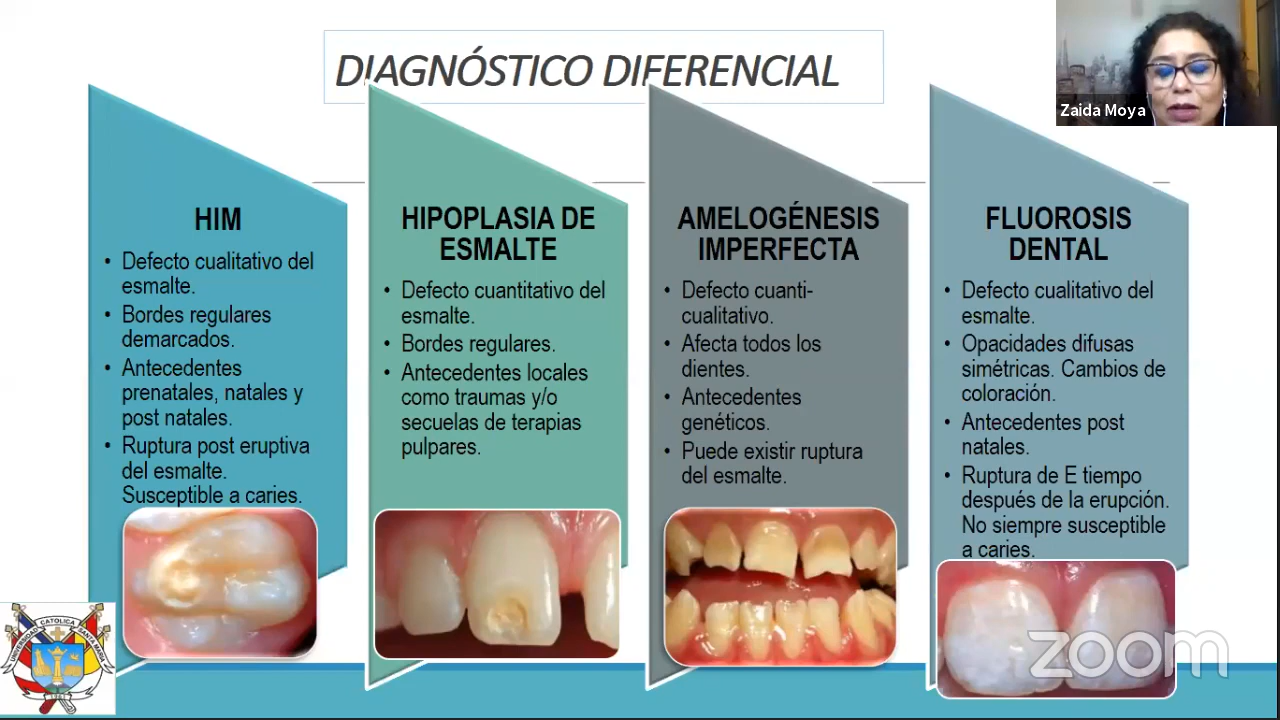 DIAGNÓSTICO DIFERENCIAL
Zaida Moya
HIM
• Defecto cualitativo del
esmalte.
• Bordes regulares
demarcados.
• Antecedentes
prenatales, natales y
post natales.
• Ruptura post eruptiva
del esmalte.
Susceptible a caries.
HIPOPLASIA DE
ESMALTE
• Defecto cuantitativo del
esmalte.
• Bordes regulares.
• Antecedentes locales
como traumas y/o
secuelas de terapias
pulpares.
AMELOGÉNESIS
IMPERFECTA
• Defecto cuanti-
cualitativo.
• Afecta todos los
dientes.
• Antecedentes
genéticos.
• Puede existir ruptura
del esmalte.
FLUOROSIS
DENTAL
• Defecto cualitativo del
esmalte.
• Opacidades difusas
simétricas. Cambios de
coloración.
• Antecedentes post
natales.
• Ruptura de E tiempo
después de la erupción.
No siempre susceptible
a caries.
UNIVERSIDAD CATOLICA
SANTA MARIA
zoom